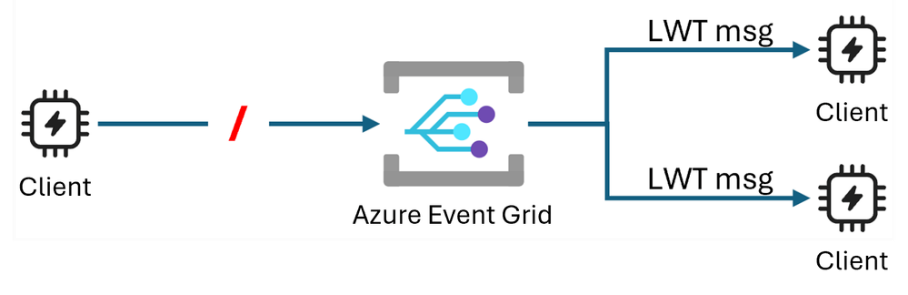 LWT msg
Client
Client
Azure Event Grid
LWT msg
Client